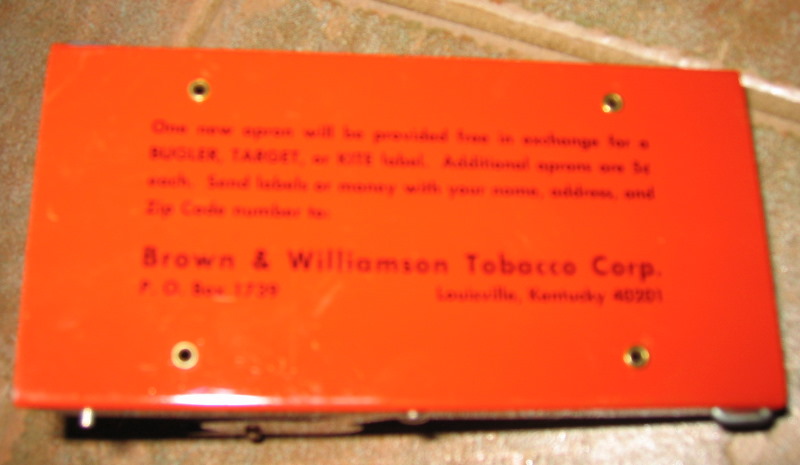 One new apron will be provided free in exchange for a
BUGLER, TARGET, or KITE label. Additional aprons are 5¢
each. Send labels or money with your name, address, and
Zip Code number to:
Brown & Williamson Tobacco Corp.
P. O. Box 1739 Louisville, Kentucky 40201